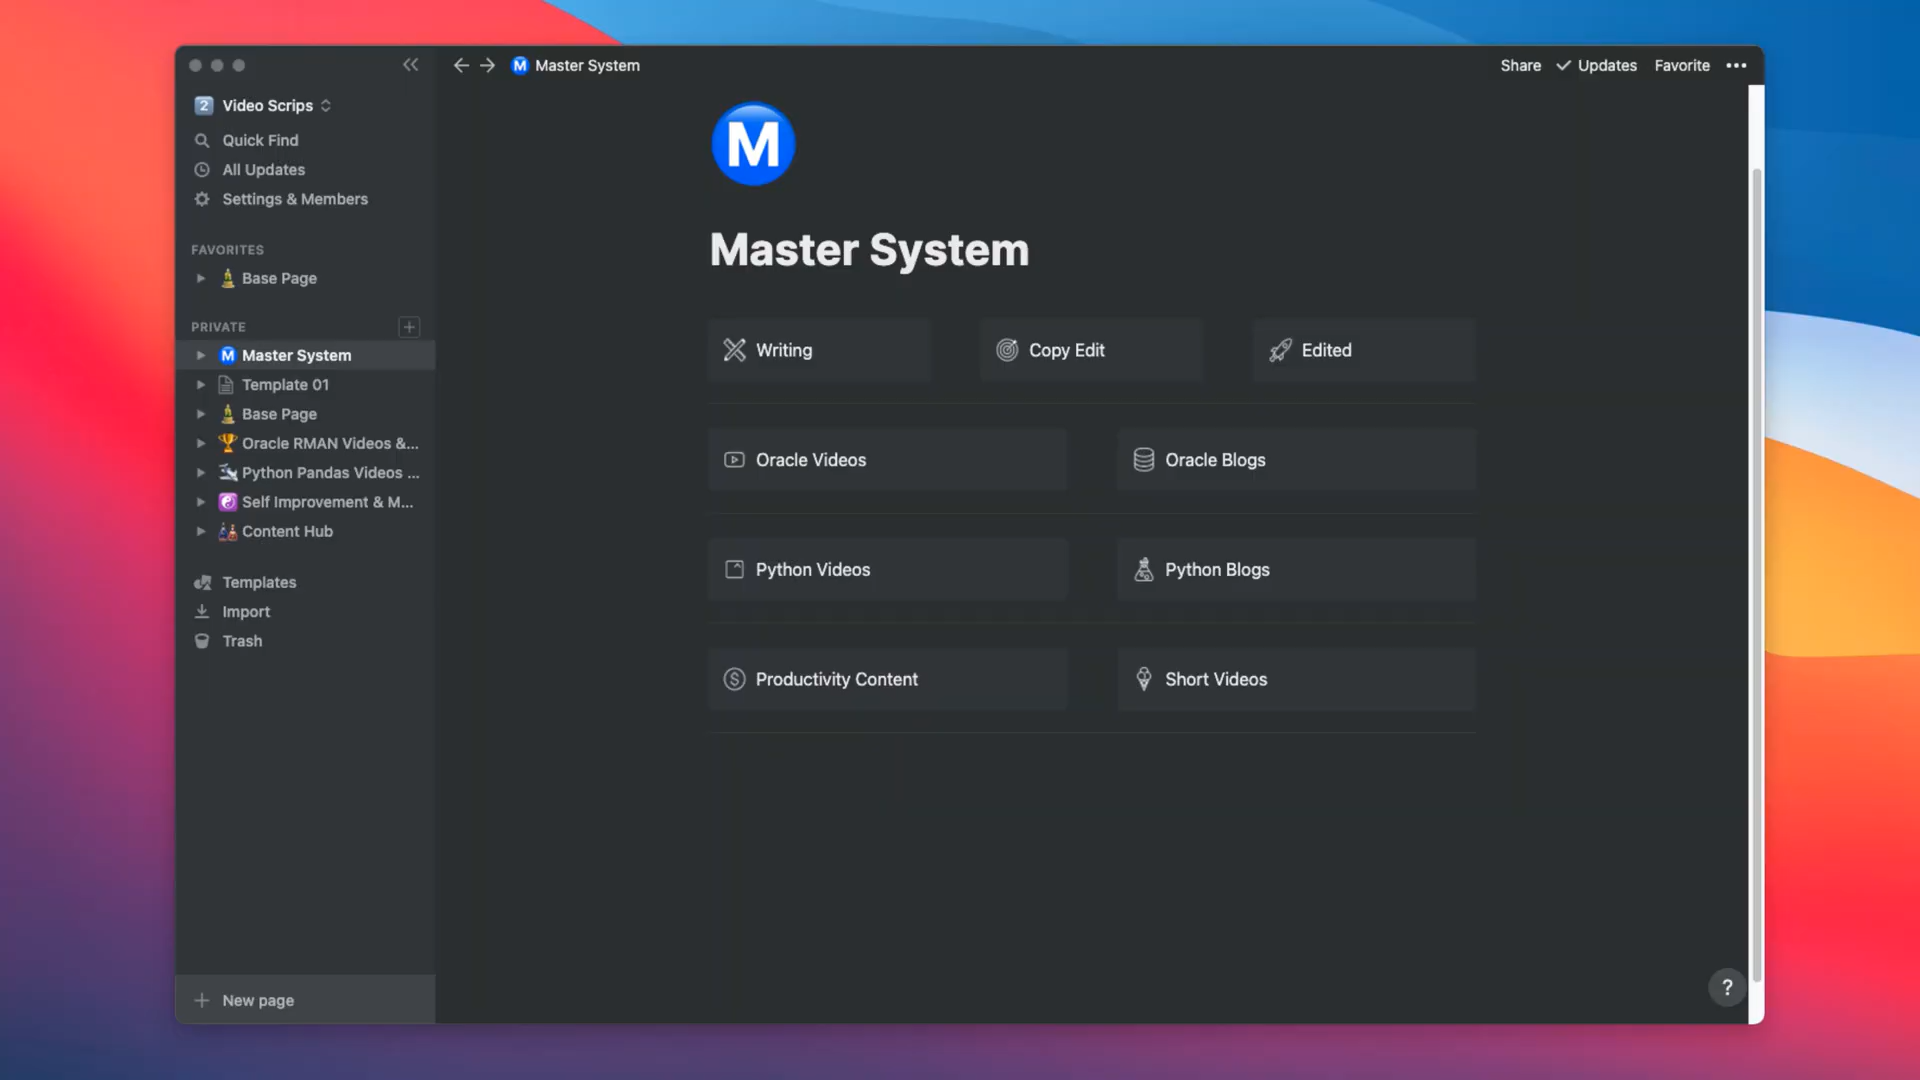 Master System
Share
Updates
Favorite
2
Video Scrips
Quick Find
All Updates
Settings & Members
FAVORITES
Base Page
PRIVATE
Master System
Template 01
Base Page
Oracle RMAN Videos &...
Python Pandas Videos ...
Self Improvement & M...
Content Hub
Templates
Import
Trash
New page
M
Master System
Writing
Copy Edit
Edited
Oracle Videos
Oracle Blogs
Python Videos
Python Blogs
Productivity Content
Short Videos
?